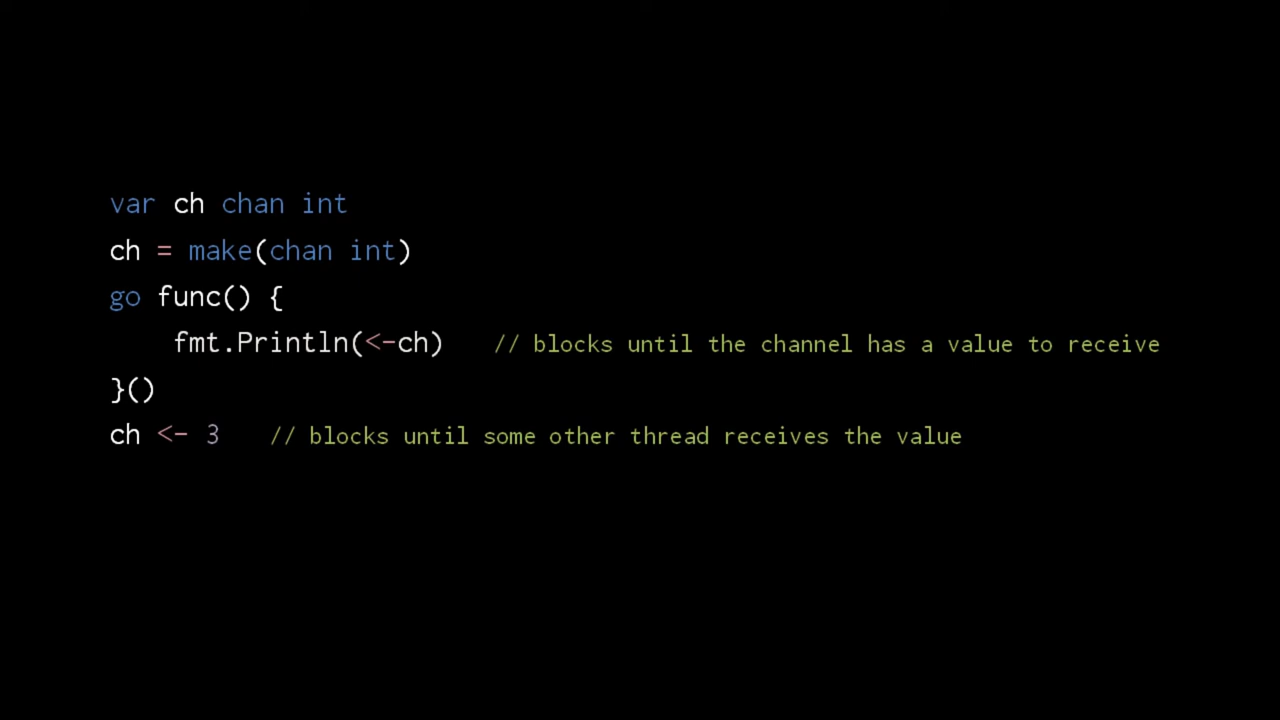 var ch chan int
ch = make(chan int)
go func() {
    fmt.Println(<-ch)   // blocks until the channel has a value to receive
}()
ch <- 3   // blocks until some other thread receives the value